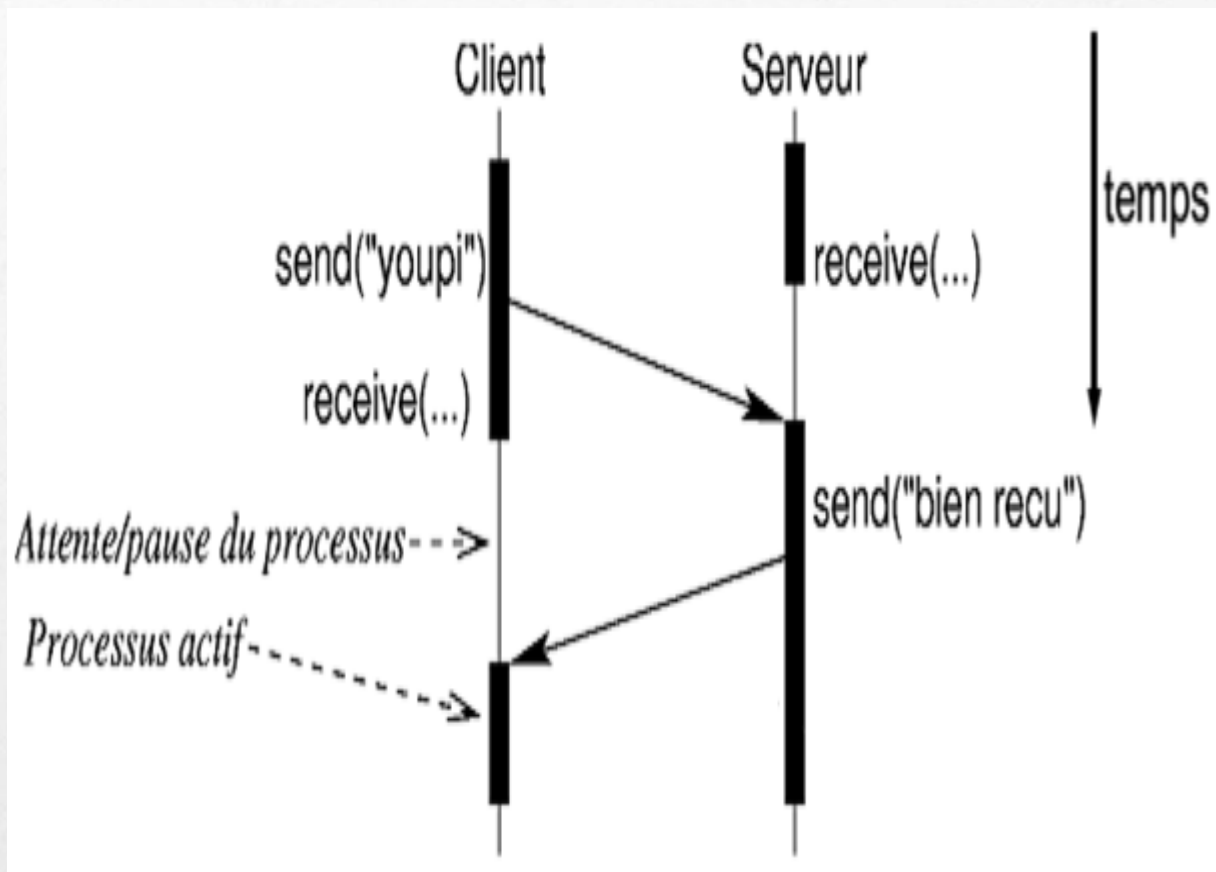 Client
Serveur
temps
send("youpi")
receive(...)
receive(...)
send("bien recu")
Attente/pause du processus
Processus actif